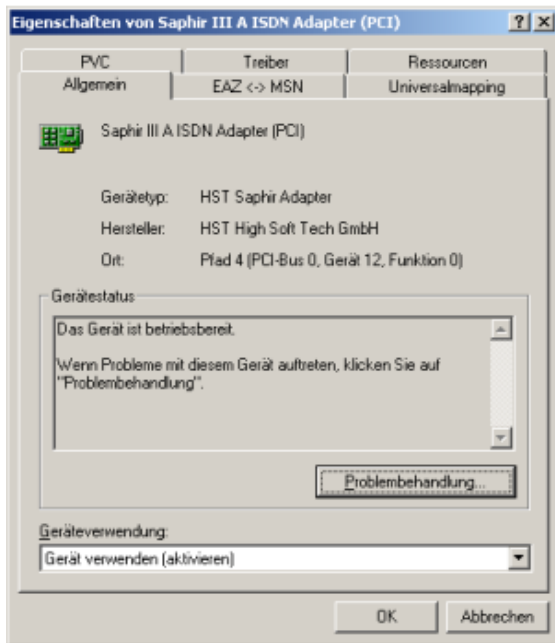 Eigenschaften von Saphir III A ISDN Adapter (PCI)
PVC Treiber Ressourcen
Allgemein EAZ <-> MSN Universalmapping
Saphir III A ISDN Adapter (PCI)
Gerätetyp: HST Saphir Adapter
Hersteller: HST High Soft Tech GmbH
Ort: Pfad 4 (PCI-Bus 0, Gerät 12, Funktion 0)
Gerätestatus
Das Gerät ist betriebsbereit.
Wenn Probleme mit diesem Gerät auftreten, klicken Sie auf
"Problembehandlung".
Problembehandlung...
Geräteverwendung:
Gerät verwenden (aktivieren)
OK Abbrechen